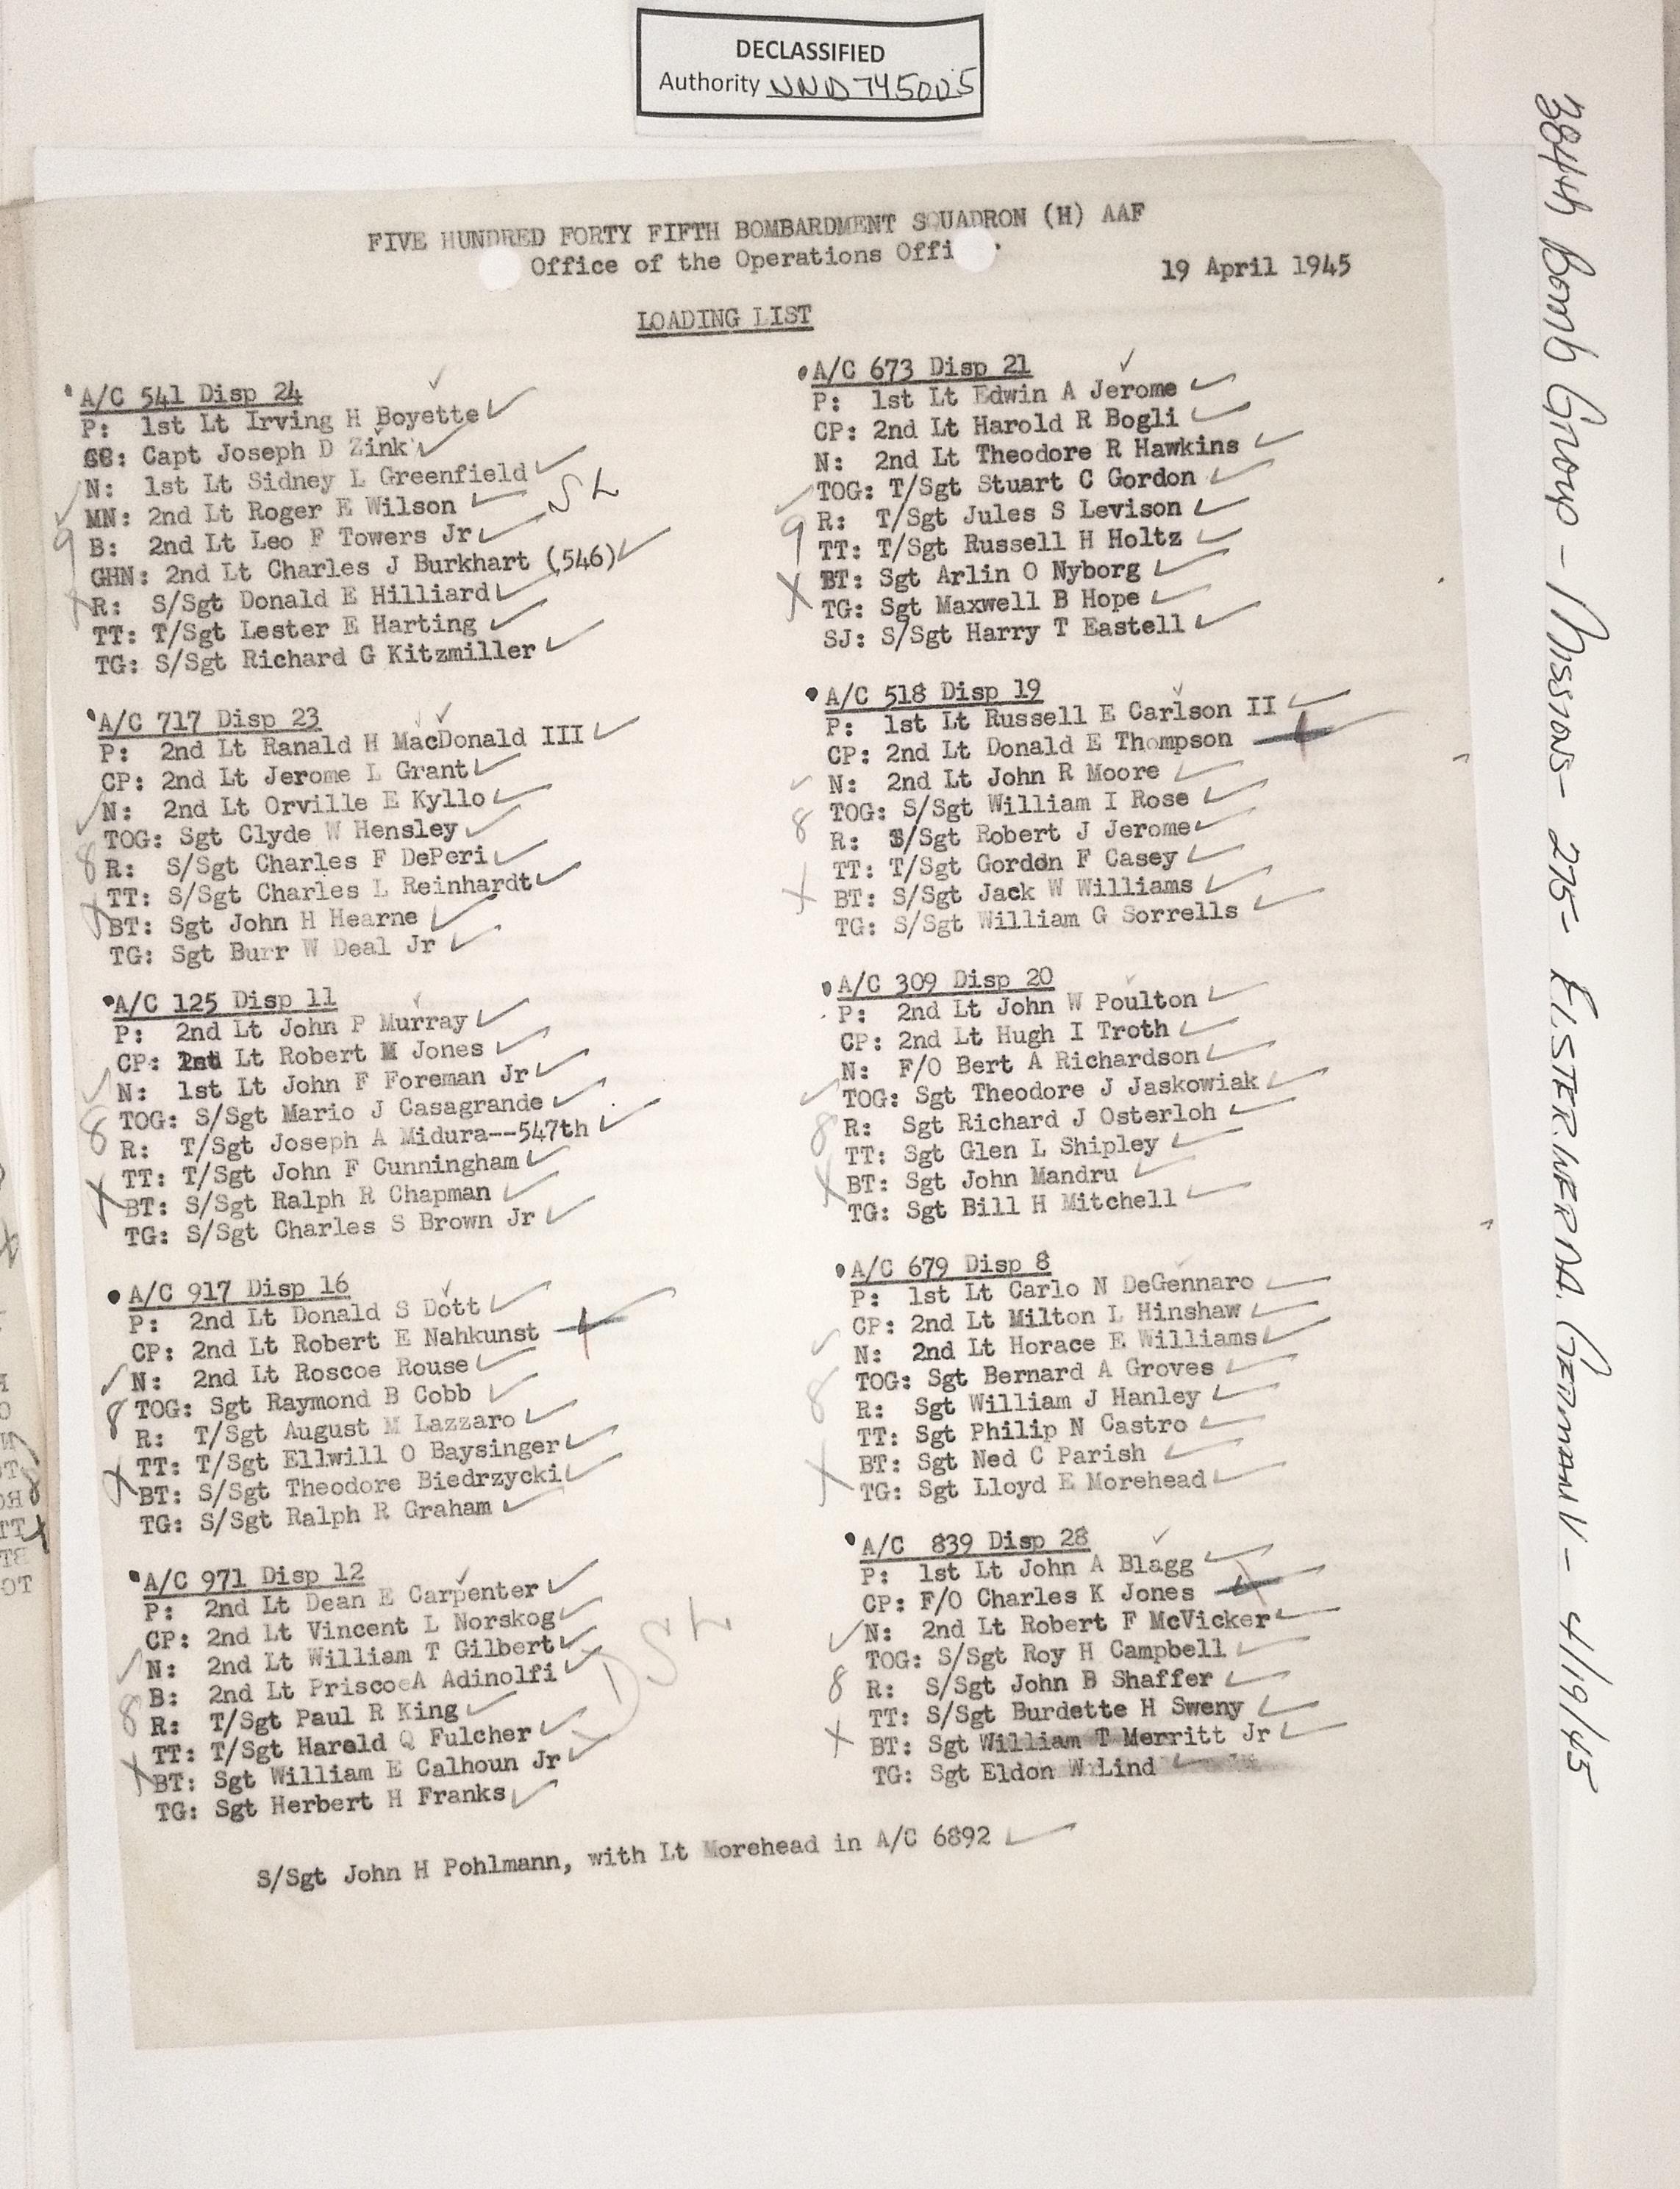 DECLASSIFIED
Authority NND 745005
FIVE HUNDRED FORTY FIFTH BOMBARDMENT SQUADRON (H) AAF
Office of the Operations Offi
19 April 1945
LOADING LIST
A/C 541 Disp 24
P: 1st Lt Irving H Boyette
Capt Joseph D Zink
N: 1st Lt Sidney L Greenfield
MN: 2nd Lt Roger E Wilson
SL
B: 2nd Lt Leo F Towers Jr
GHN: 2nd Lt Charles J Burkhart (546)
R: S/Sgt Donald E Hilliard
TT: T/Sgt Lester E Harting
TG: S/Sgt Richard G Kitzmiller
9
A/C 717 Disp 23
P: 2nd Lt Ranald H MacDonald III
CP: 2nd Lt Jerome L Grant
N: 2nd Lt Orville E Kyllo
TOG: Sgt Clyde W Hensley
R: S/Sgt Charles F DePeri
TT: S/Sgt Charles L Reinhardt
BT: Sgt John H Hearne
TG: Sgt Burr W Deal Jr
8
A/C 125 Disp 11
P: 2nd Lt John P Murray
CP: Lt Robert M Jones
N: 1st Lt John F Foreman Jr
TOG: S/Sgt Mario J Casagrande
R: T/Sgt Joseph A Midura--547th
TT: T/Sgt John F Cunningham
BT: S/Sgt Ralph R Chapman
TG: S/Sgt Charles S Brown Jr
8
A/C 917 Disp 16
P: 2nd Lt Donald S Dott
CP: 2nd Lt Robert E Nahkunst
N: 2nd Lt Roscoe Rouse
TOG: Sgt Raymond B Cobb
R: T/Sgt August M Lazzaro
TT: T/Sgt Ellwill O Baysinger
BT: S/Sgt Theodore Biedrzycki
TG: S/Sgt Ralph R Graham
8
A/C 971 Disp 12
P: 2nd Lt Dean E Carpenter
CP: 2nd Lt Vincent L Norskog
N: 2nd Lt William T Gilbert
B: 2nd Lt PriscoeA Adinolfi
R: T/Sgt Paul R King
TT: T/Sgt Harold Q Fulcher
BT: Sgt William E Calhoun Jr
TG: Sgt Herbert H Franks
8
A/C 673 Disp 21
P: 1st Lt Edwin A Jerome
CP: 2nd Lt Harold R Bogli
N: 2nd Lt Theodore R Hawkins
TOG: T/Sgt Stuart C Gordon
R: T/Sgt Jules S Levison
TT: T/Sgt Russell H Holtz
BT: Sgt Arlin O Nyborg
TG: Sgt Maxwell B Hope
SJ: S/Sgt Harry T Eastell
9
A/C 518 Disp 19
P: 1st Lt Russell E Carlson II
CP: 2nd Lt Donald E Thompson
N: 2nd Lt John R Moore
TOG: S/Sgt William I Rose
R: S/Sgt Robert J Jerome
TT: T/Sgt Gordon F Casey
BT: S/Sgt Jack W Williams
TG: S/Sgt William G Sorrells
8
A/C 309 Disp 20
P: 2nd Lt John W Poulton
CP: 2nd Lt Hugh I Troth
N: F/O Bert A Richardson
TOG: Sgt Theodore J Jaskowiak
R: Sgt Richard J Osterloh
TT: Sgt Glen L Shipley
BT: Sgt John Mandru
TG: Sgt Bill H Mitchell
8
A/C 679 Disp 8
P: 1st Lt Carlo N DeGennaro
CP: 2nd Lt Milton L Hinshaw
N: 2nd Lt Horace E Williams
TOG: Sgt Bernard A Groves
R: Sgt William J Hanley
TT: Sgt Philip N Castro
BT: Sgt Ned C Parish
TG: Sgt Lloyd E Morehead
8
A/C 839 Disp 28
P: 1st Lt John A Blagg
CP: F/O Charles K Jones
N: 2nd Lt Robert F McVicker
TOG: S/Sgt Roy H Campbell
R: S/Sgt John B Shaffer
TT: S/Sgt Burdette H Sweny
BT: Sgt William T Merritt Jr
TG: Sgt Eldon W Lind
8
S/Sgt John H Pohlmann, with Lt Morehead in A/C 6892
384th Bomb Group - Missions - 275 - ELSTERWERDA, GERMANY - 4/19/45